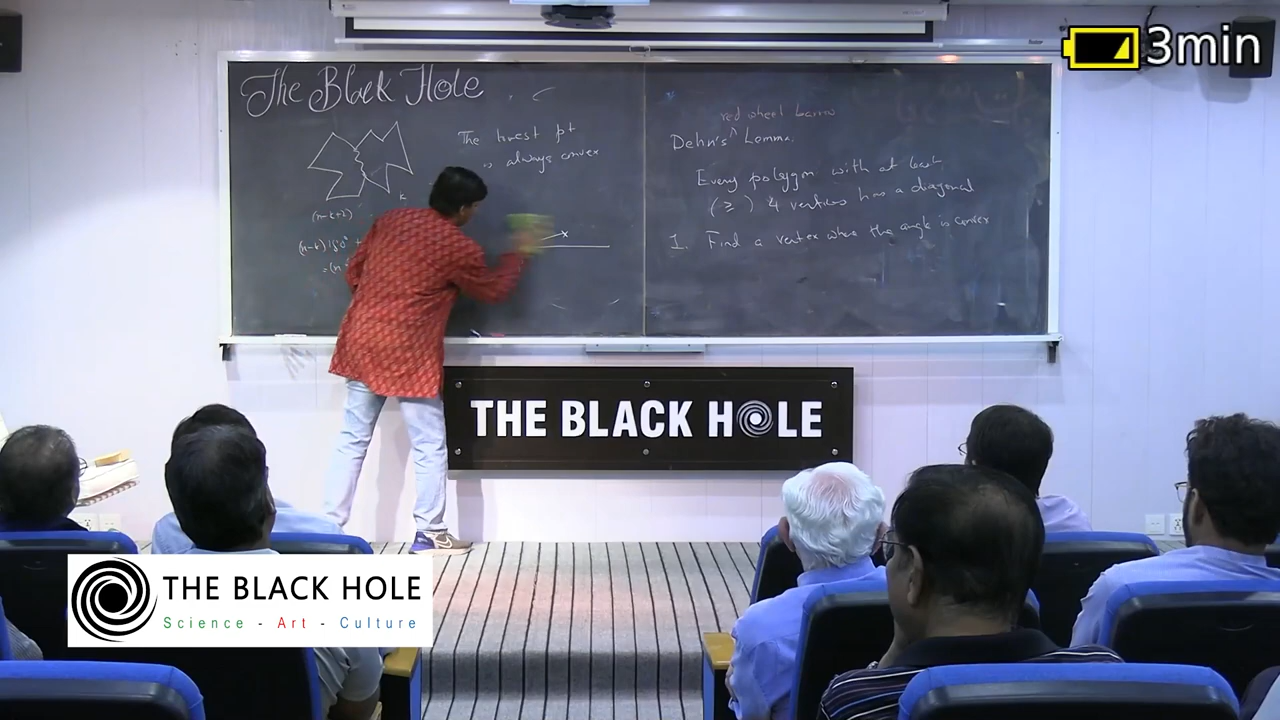 3min
The Black Hole
The lowest pt
is always convex
k
(n-k+2)
(n-k)180°
=(n
red wheel barrow
Dehn's ^ Lemma.
Every polygon with at least
(≥ ) 4 vertices has a diagonal
1. Find a vertex where the angle is convex
THE BLACK HOLE
THE BLACK HOLE
Science - Art - Culture